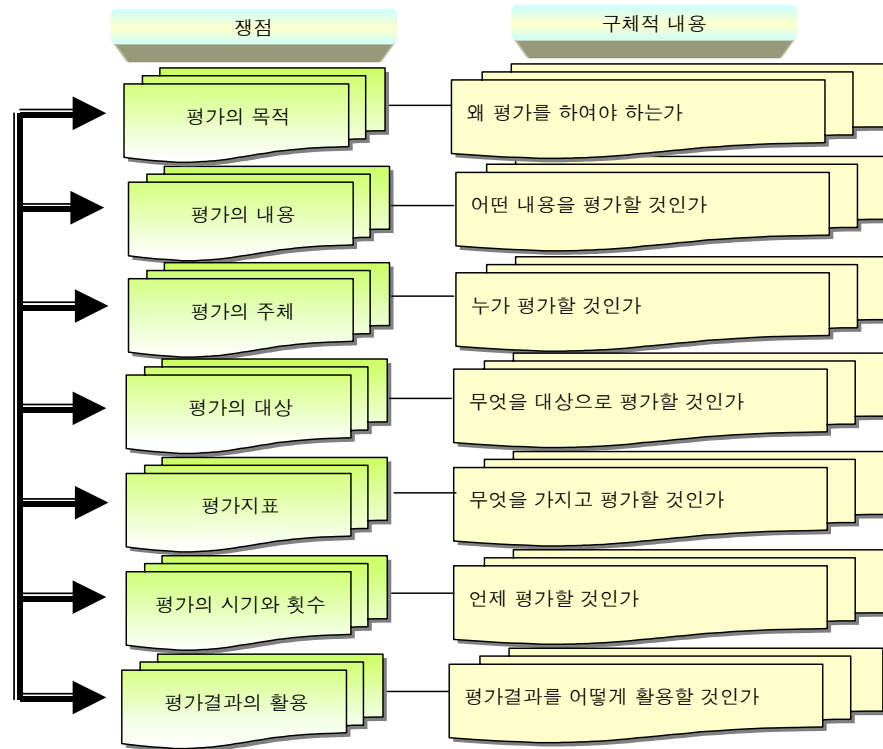 쟁점
구체적 내용
평가의 목적
왜 평가를 하여야 하는가
평가의 내용
어떤 내용을 평가할 것인가
평가의 주체
누가 평가할 것인가
평가의 대상
무엇을 대상으로 평가할 것인가
평가지표
무엇을 가지고 평가할 것인가
평가의 시기와 횟수
언제 평가할 것인가
평가결과의 활용
평가결과를 어떻게 활용할 것인가